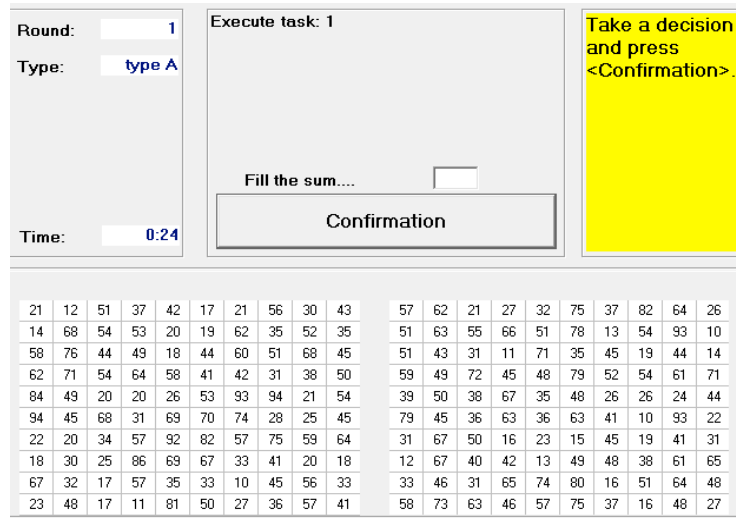 Round: 1
Type: type A
Time: 0:24
Execute task: 1
Fill the sum....
Confirmation
Take a decision
and press
<Confirmation>.
21 12 51 37 42 17 21 56 30 43
14 68 54 53 20 19 62 35 52 35
58 76 44 49 18 44 60 51 68 45
62 71 54 64 58 41 42 31 38 50
84 49 20 20 26 53 93 94 21 54
94 45 68 31 69 70 74 28 25 45
22 20 34 57 92 82 57 75 59 64
18 30 25 86 69 67 33 41 20 18
67 32 17 57 35 33 10 45 56 33
23 48 17 11 81 50 27 36 57 41
57 62 21 27 32 75 37 82 64 26
51 63 55 66 51 78 13 54 93 10
51 43 31 11 71 35 45 19 44 14
59 49 72 45 48 79 52 54 61 71
39 50 38 67 35 48 26 26 24 44
79 45 36 63 36 63 41 10 93 22
31 67 50 16 23 15 45 19 41 31
12 67 40 42 13 49 48 38 61 65
33 46 31 65 74 80 16 51 64 48
58 73 63 46 57 75 37 16 48 27